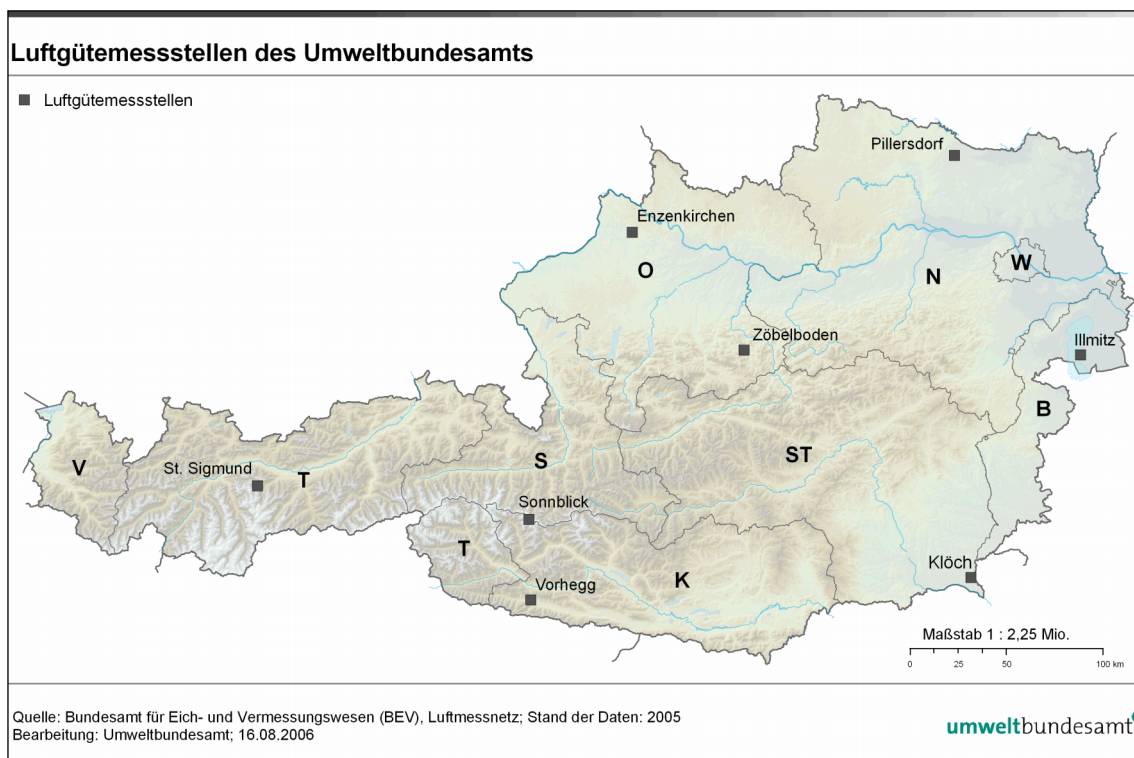 Luftgütemessstellen des Umweltbundesamts
Luftgütemessstellen
Pillersdorf
Enzenkirchen
O
N
W
Zöbelboden
Illmitz
B
V
St. Sigmund
T
S
ST
Sonnblick
T
K
Vorhegg
Klöch
Maßstab 1 : 2,25 Mio.
0 25 50 100 km
Quelle: Bundesamt für Eich- und Vermessungswesen (BEV), Luftmessnetz; Stand der Daten: 2005
Bearbeitung: Umweltbundesamt; 16.08.2006
umweltbundesamt